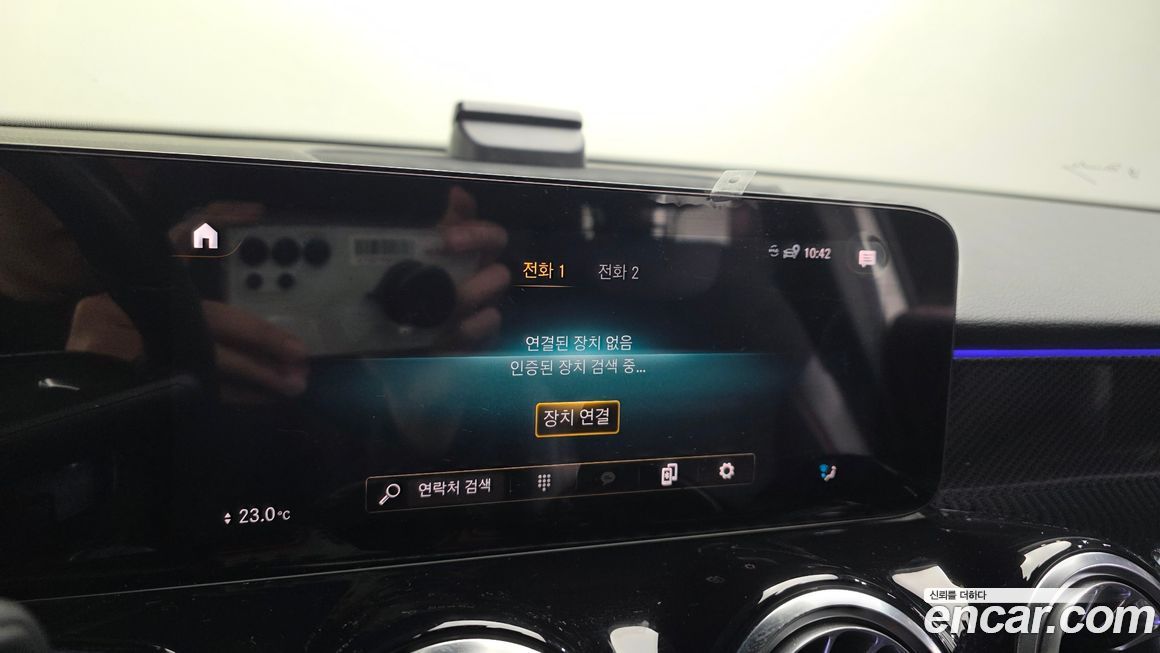 10:42
전화 1 전화 2
연결된 장치 없음
인증된 장치 검색 중...
장치 연결
연락처 검색
23.0 °C
신뢰를 더하다
encar.com